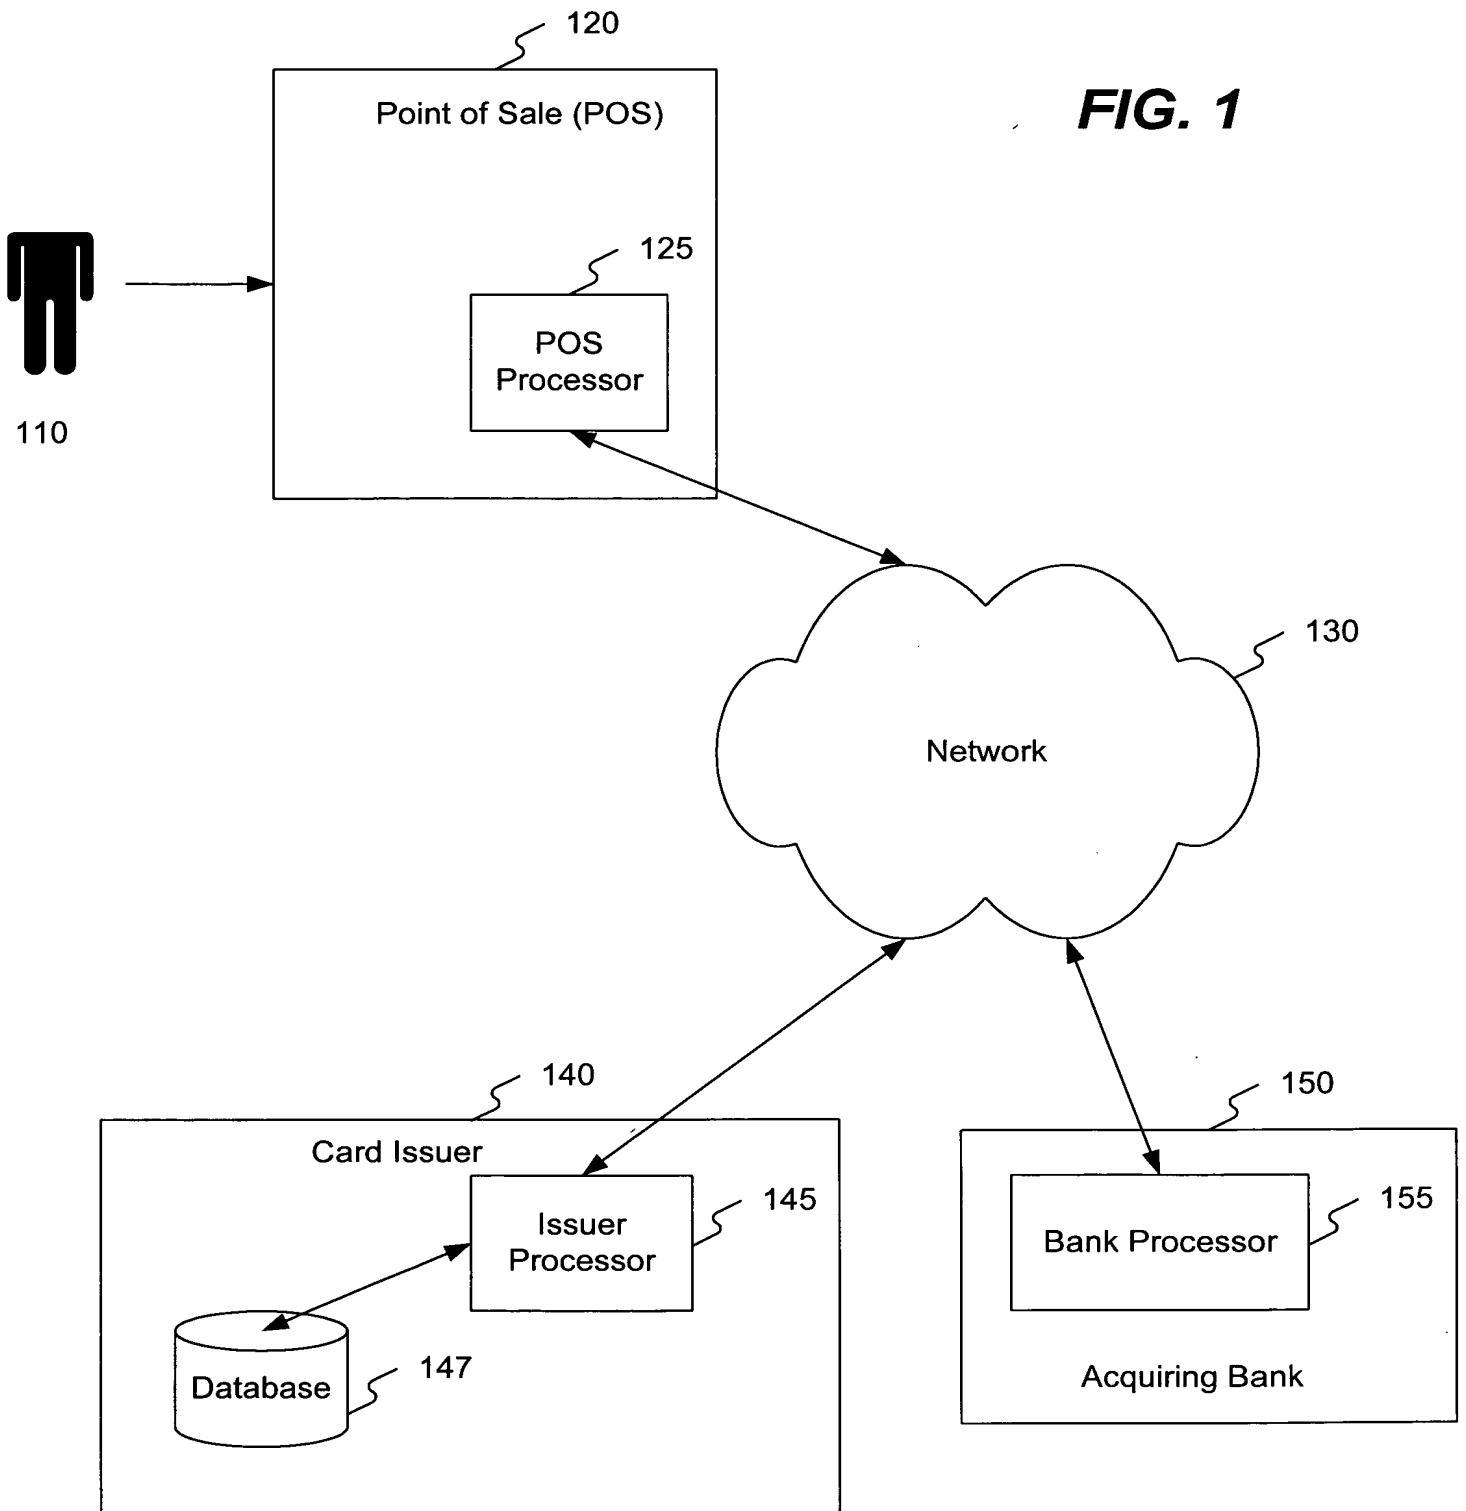 120
Point of Sale (POS)
FIG. 1
125
POS
Processor
110
130
Network
140
Card Issuer
145
Issuer
Processor
147
Database
150
155
Bank Processor
Acquiring Bank